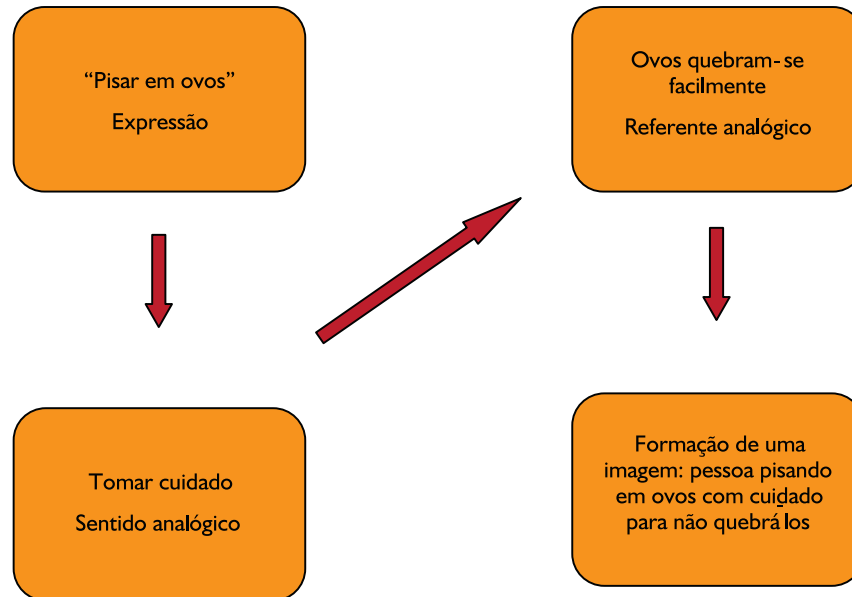 “Pisar em ovos”
Expressão
Tomar cuidado
Sentido analógico
Ovos quebram-se
facilmente
Referente analógico
Formação de uma
imagem: pessoa pisando
em ovos com cuidado
para não quebrá los